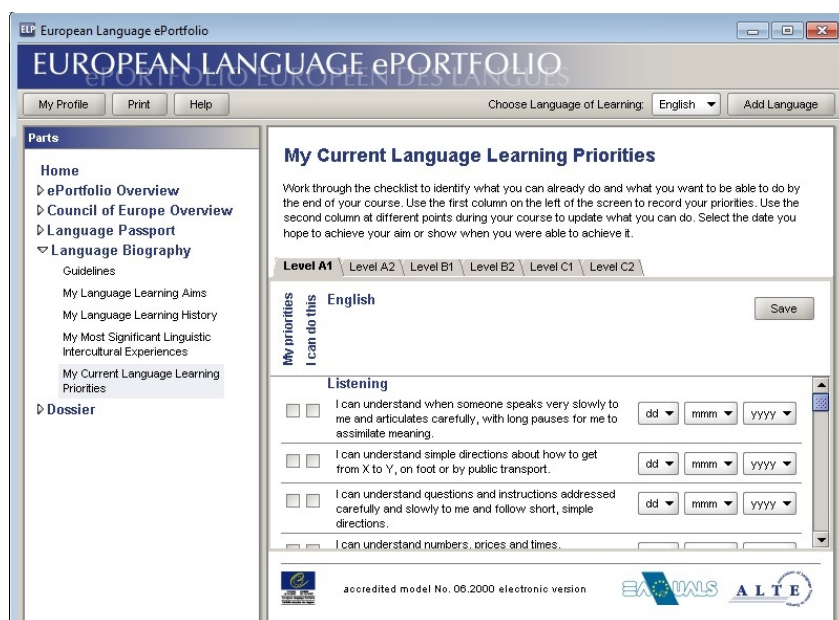 ELP European Language ePortfolio
EUROPEAN LANGUAGE ePORTFOLIO
ePORTFOLIO EUROPEEN DES LANGUES
My Profile Print Help Choose Language of Learning: English Add Language
Parts
Home
ePortfolio Overview
Council of Europe Overview
Language Passport
Language Biography
Guidelines
My Language Learning Aims
My Language Learning History
My Most Significant Linguistic
Intercultural Experiences
My Current Language Learning
Priorities
Dossier
My Current Language Learning Priorities
Work through the checklist to identify what you can already do and what you want to be able to do by
the end of your course. Use the first column on the left of the screen to record your priorities. Use the
second column at different points during your course to update what you can do. Select the date you
hope to achieve your aim or show when you were able to achieve it.
Level A1 Level A2 Level B1 Level B2 Level C1 Level C2
My priorities
I can do this
English
Save
Listening
I can understand when someone speaks very slowly to
me and articulates carefully, with long pauses for me to
assimilate meaning.
dd mmm yyyy
I can understand simple directions about how to get
from X to Y, on foot or by public transport.
dd mmm yyyy
I can understand questions and instructions addressed
carefully and slowly to me and follow short, simple
directions.
dd mmm yyyy
I can understand numbers, prices and times.
accredited model No. 06.2000 electronic version
EAQUALS
ALTE